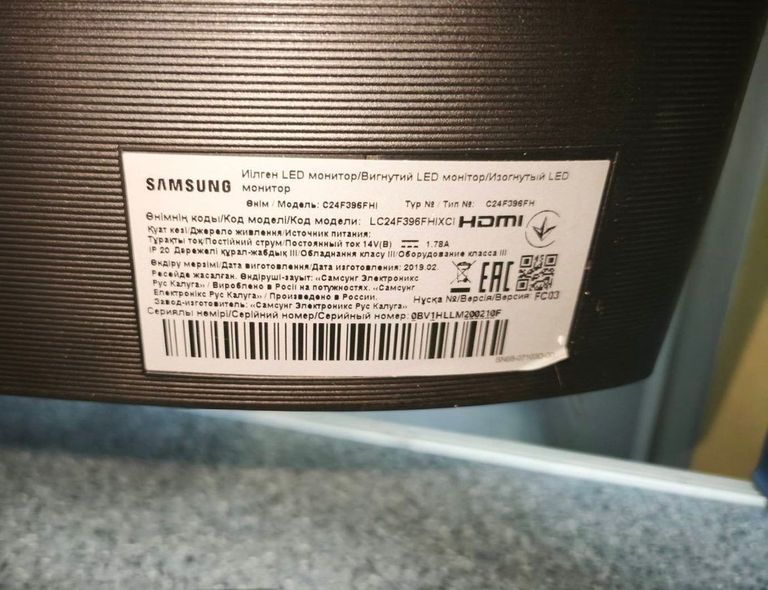 SAMSUNG
Иілген LED монитор/Вигнутий LED монітор/Изогнутый LED
монитор
Өнім / Модель: C24F396FHI Түр № / Тип №: C24F396FH
Өнімнің коды/Код моделі/Код модели: LC24F396FHIXCI HDMI
Қуат көзі/Джерело живлення/Источник питания:
Тұрақты ток/Постійний струм/Постоянный ток 14V(В) 1.78A
IP 20 Дәрежелі құрал-жабдық III/Обладнання класу III/Оборудование класса III
Өндіру мерзімі/Дата виготовлення/Дата изготовления: 2019.02
Ресейде жасалған. Өндіруші-зауыт: «Самсунг Электроникс
Рус Калуга» / Вироблено в Росії на потужностях. «Самсунг
Електронікс Рус Калуга» / Произведено в России.
Завод-изготовитель: «Самсунг Электроникс Рус Калуга»
EAC
Нұсқа №/Версія/Версия: FC03
Сериялы нөмірі/Серійний номер/Серийный номер: 0BV1HLLM200210F